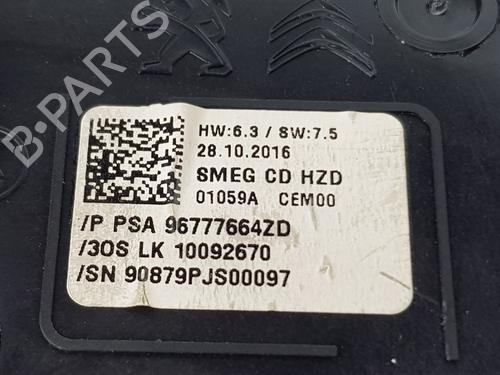 HW:6.3 / SW:7.5
28.10.2016
SMEG CD HZD
01059A CEM00
/P PSA 96777664ZD
/3OS LK 10092670
/SN 90879PJS00097
B-PARTS